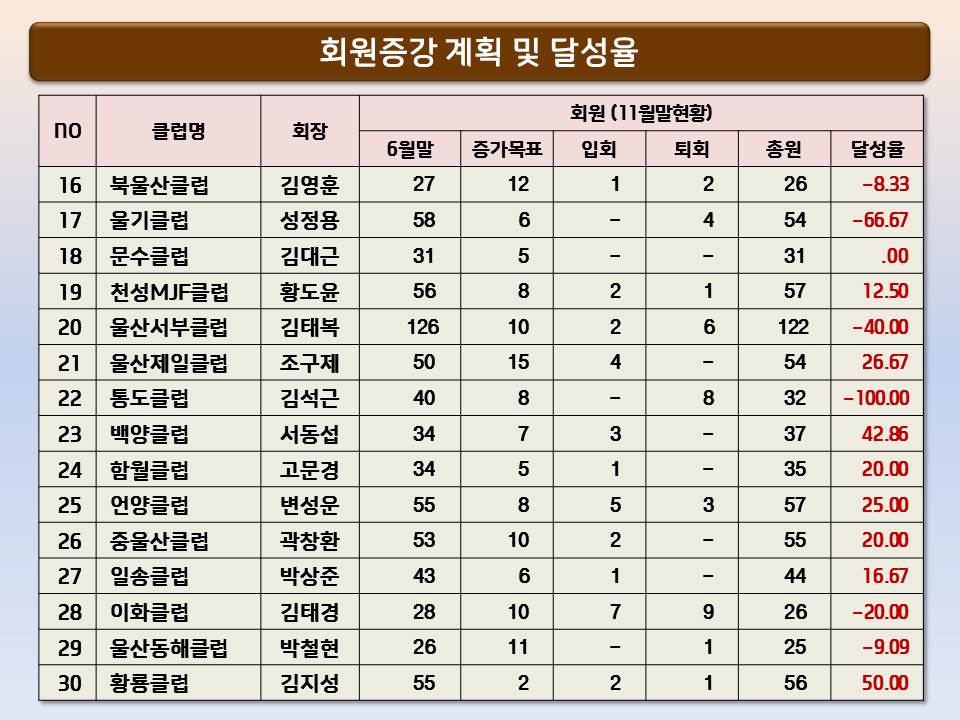 회원증강 계획 및 달성율
NO 클럽명 회장 회원 (11월말현황)
6월말 증가목표 입회 퇴회 총원 달성율
16 북울산클럽 김영훈 27 12 1 2 26 -8.33
17 울기클럽 성정용 58 6 - 4 54 -66.67
18 문수클럽 김대근 31 5 - - 31 .00
19 천성MJF클럽 황도윤 56 8 2 1 57 12.50
20 울산서부클럽 김태복 126 10 2 6 122 -40.00
21 울산제일클럽 조구제 50 15 4 - 54 26.67
22 통도클럽 김석근 40 8 - 8 32 -100.00
23 백양클럽 서동섭 34 7 3 - 37 42.86
24 함월클럽 고문경 34 5 1 - 35 20.00
25 언양클럽 변성운 55 8 5 3 57 25.00
26 중울산클럽 곽창환 53 10 2 - 55 20.00
27 일송클럽 박상준 43 6 1 - 44 16.67
28 이화클럽 김태경 28 10 7 9 26 -20.00
29 울산동해클럽 박철현 26 11 - 1 25 -9.09
30 황룡클럽 김지성 55 2 2 1 56 50.00